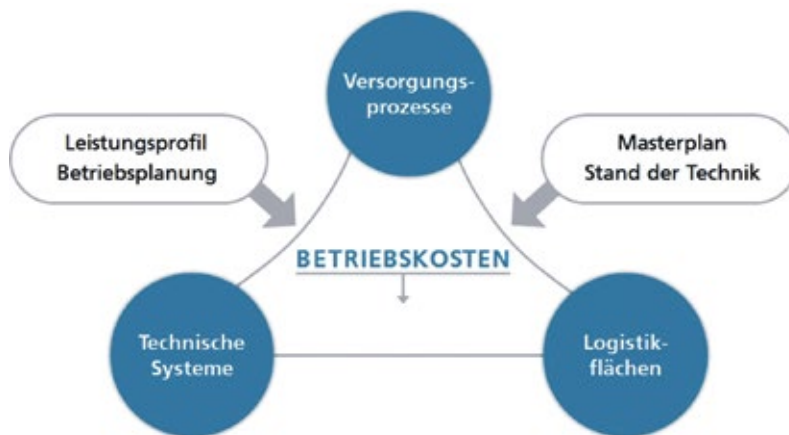 Versorgungs-
prozesse
Leistungsprofil
Betriebsplanung
Masterplan
Stand der Technik
BETRIEBSKOSTEN
Technische
Systeme
Logistik-
flächen